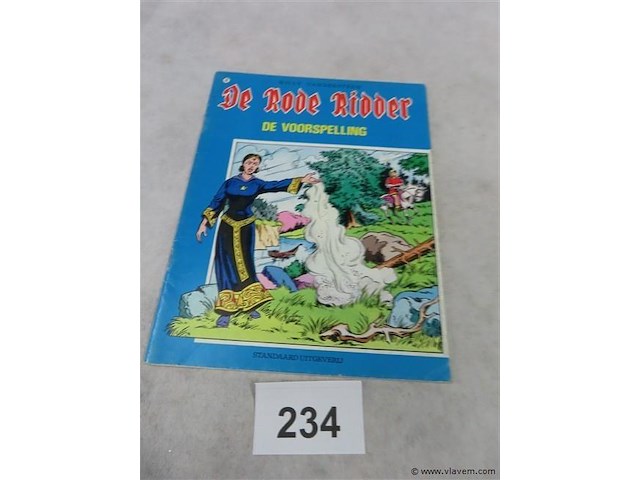 De Rode Ridder
DE VOORSPELLING
STANDAARD UITGEVERIJ
234
© www.vlavem.com